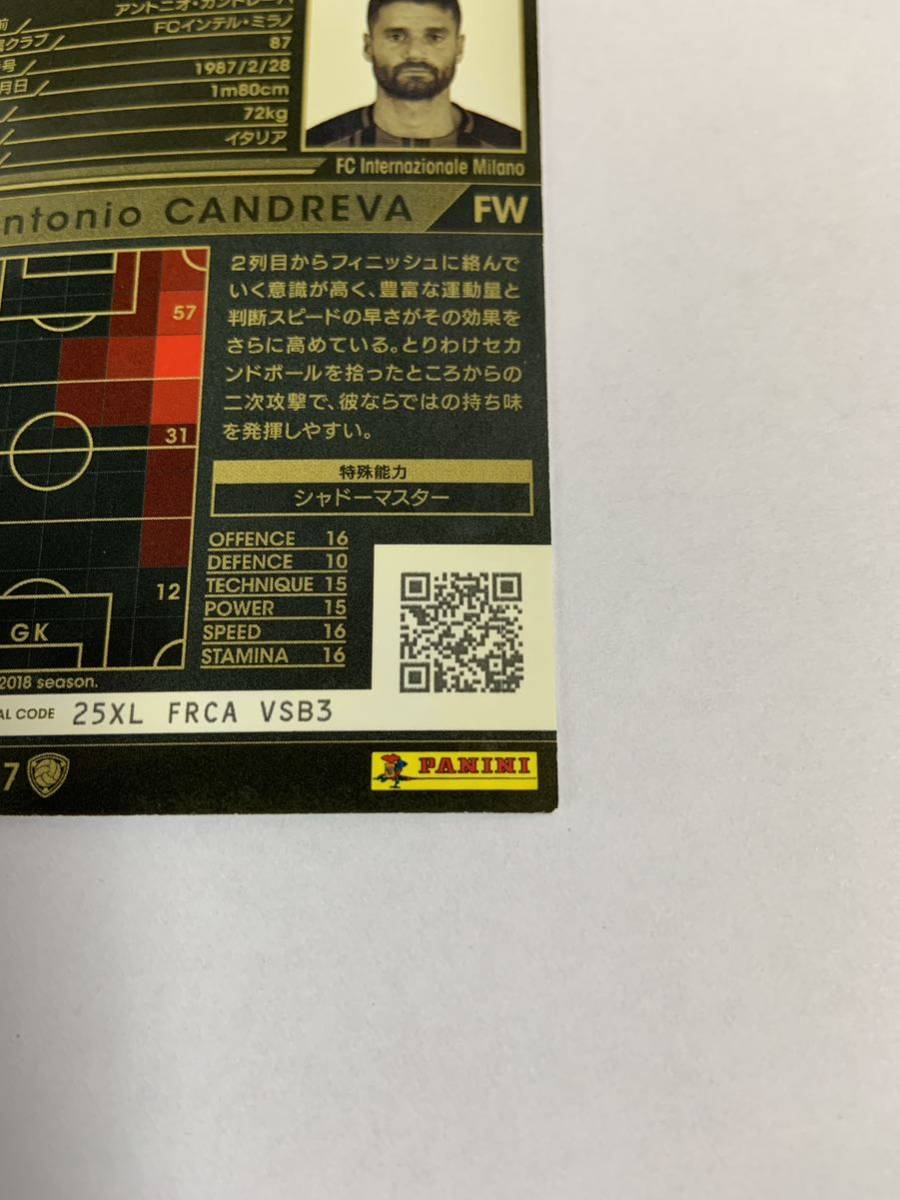 アントニオ・カンドレーバ
前
FCインテル・ミラノ
クラブ
87
号
1987/2/28
月日
1m80cm
72kg
イタリア
FC Internazionale Milano
ntonio CANDREVA
FW
57
31
12
GK
2列目からフィニッシュに絡んで
いく意識が高く、豊富な運動量と
判断スピードの早さがその効果を
さらに高めている。とりわけセカ
ンドボールを拾ったところからの
二次攻撃で、彼ならではの持ち味
を発揮しやすい。
特殊能力
シャドーマスター
OFFENCE 16
DEFENCE 10
TECHNIQUE 15
POWER 15
SPEED 16
STAMINA 16
2018 season.
AL CODE 25XL FRCA VSB3
7
PANINI